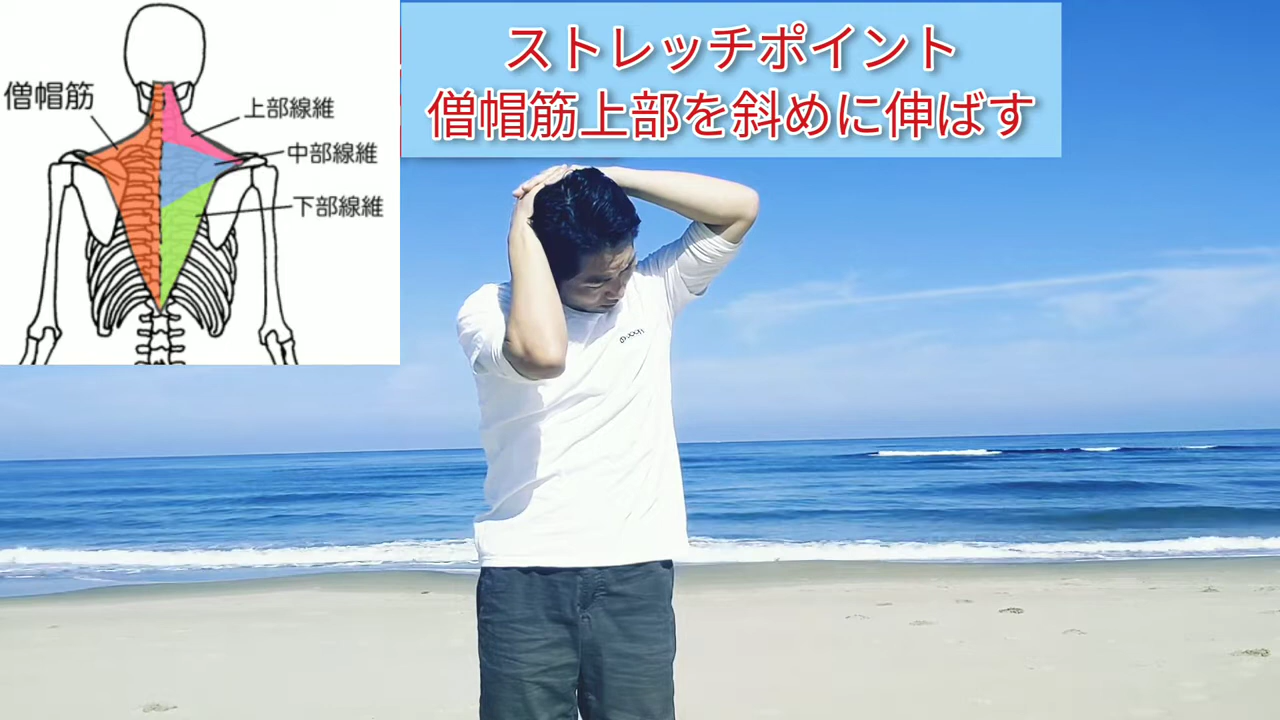 ストレッチポイント
僧帽筋上部を斜めに伸ばす
僧帽筋
上部線維
中部線維
下部線維